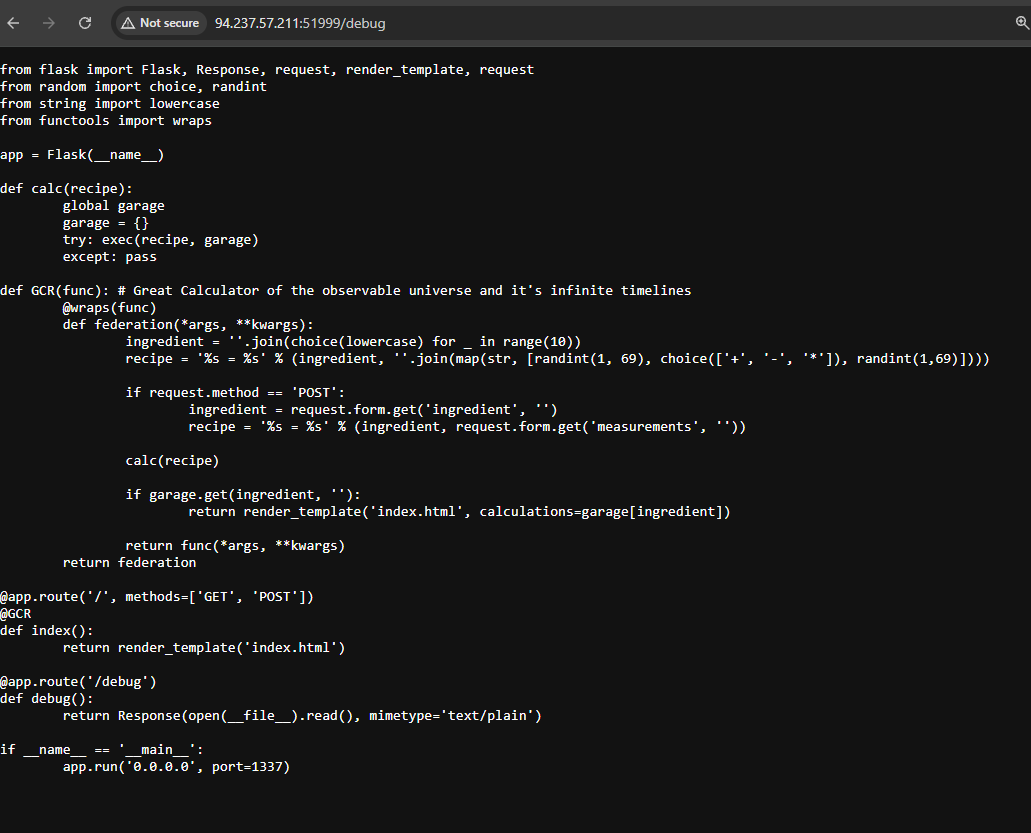 Not secure 94.237.57.211:51999/debug
from flask import Flask, Response, request, render_template, request
from random import choice, randint
from string import lowercase
from functools import wraps
app = Flask(__name__)
def calc(recipe):
        global garage
        garage = {}
        try: exec(recipe, garage)
        except: pass
def GCR(func): # Great Calculator of the observable universe and it's infinite timelines
        @wraps(func)
        def federation(*args, **kwargs):
                ingredient = ''.join(choice(lowercase) for _ in range(10))
                recipe = '%s = %s' % (ingredient, ''.join(map(str, [randint(1, 69), choice(['+', '-', '*']), randint(1,69)])))
                if request.method == 'POST':
                        ingredient = request.form.get('ingredient', '')
                        recipe = '%s = %s' % (ingredient, request.form.get('measurements', ''))
                calc(recipe)
                if garage.get(ingredient, ''):
                        return render_template('index.html', calculations=garage[ingredient])
                return func(*args, **kwargs)
        return federation
@app.route('/', methods=['GET', 'POST'])
@GCR
def index():
        return render_template('index.html')
@app.route('/debug')
def debug():
        return Response(open(__file__).read(), mimetype='text/plain')
if __name__ == '__main__':
        app.run('0.0.0.0', port=1337)